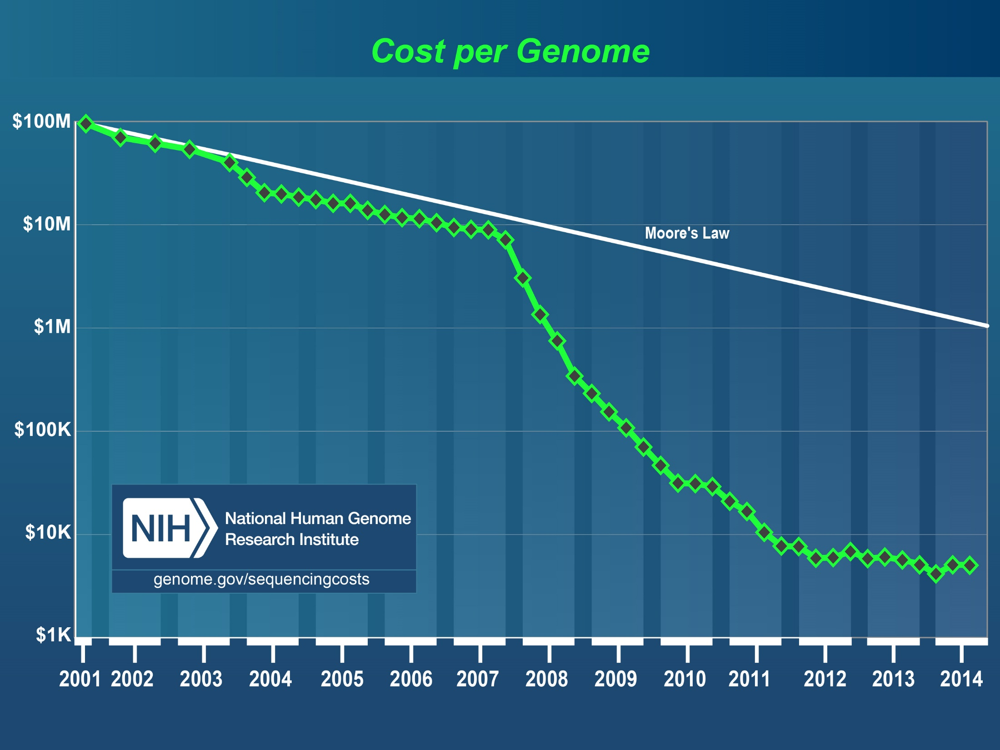 Cost per Genome
$100M
$10M
Moore's Law
$1M
$100K
$10K
$1K
NIH
National Human Genome
Research Institute
genome.gov/sequencingcosts
2001 2002 2003 2004 2005 2006 2007 2008 2009 2010 2011 2012 2013 2014